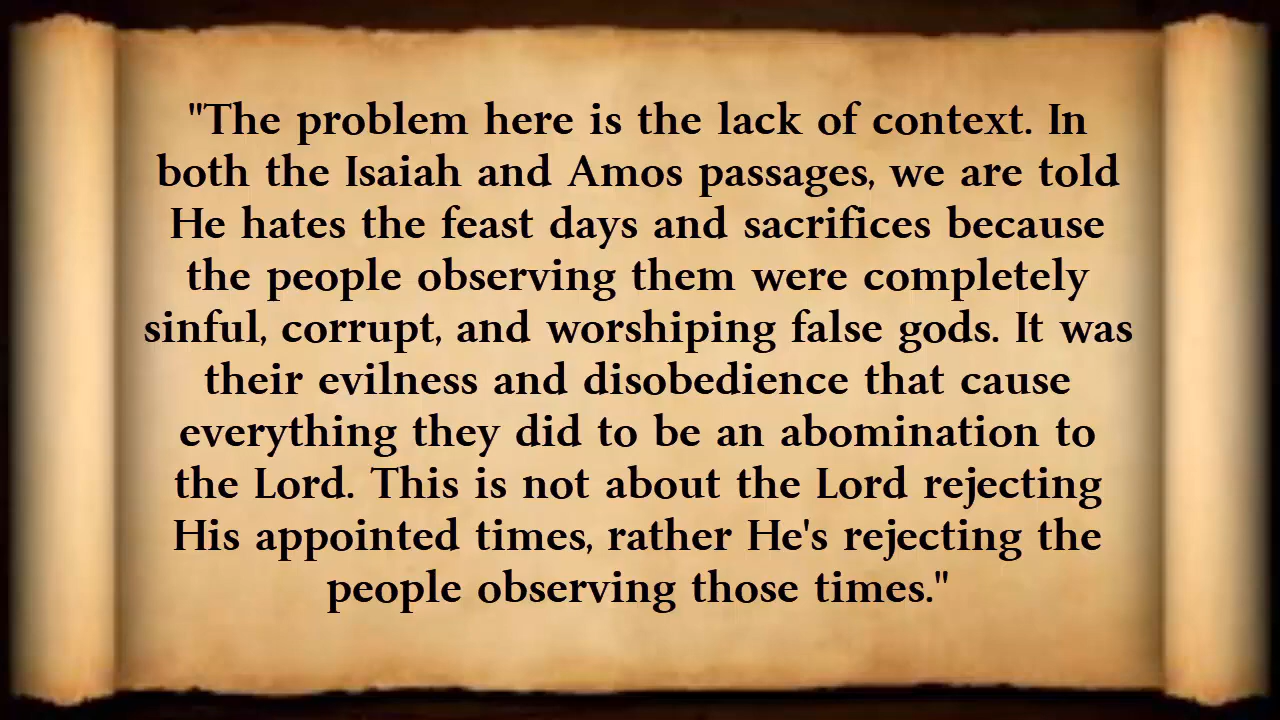 "The problem here is the lack of context. In
both the Isaiah and Amos passages, we are told
He hates the feast days and sacrifices because
the people observing them were completely
sinful, corrupt, and worshiping false gods. It was
their evilness and disobedience that cause
everything they did to be an abomination to
the Lord. This is not about the Lord rejecting
His appointed times, rather He's rejecting the
people observing those times."